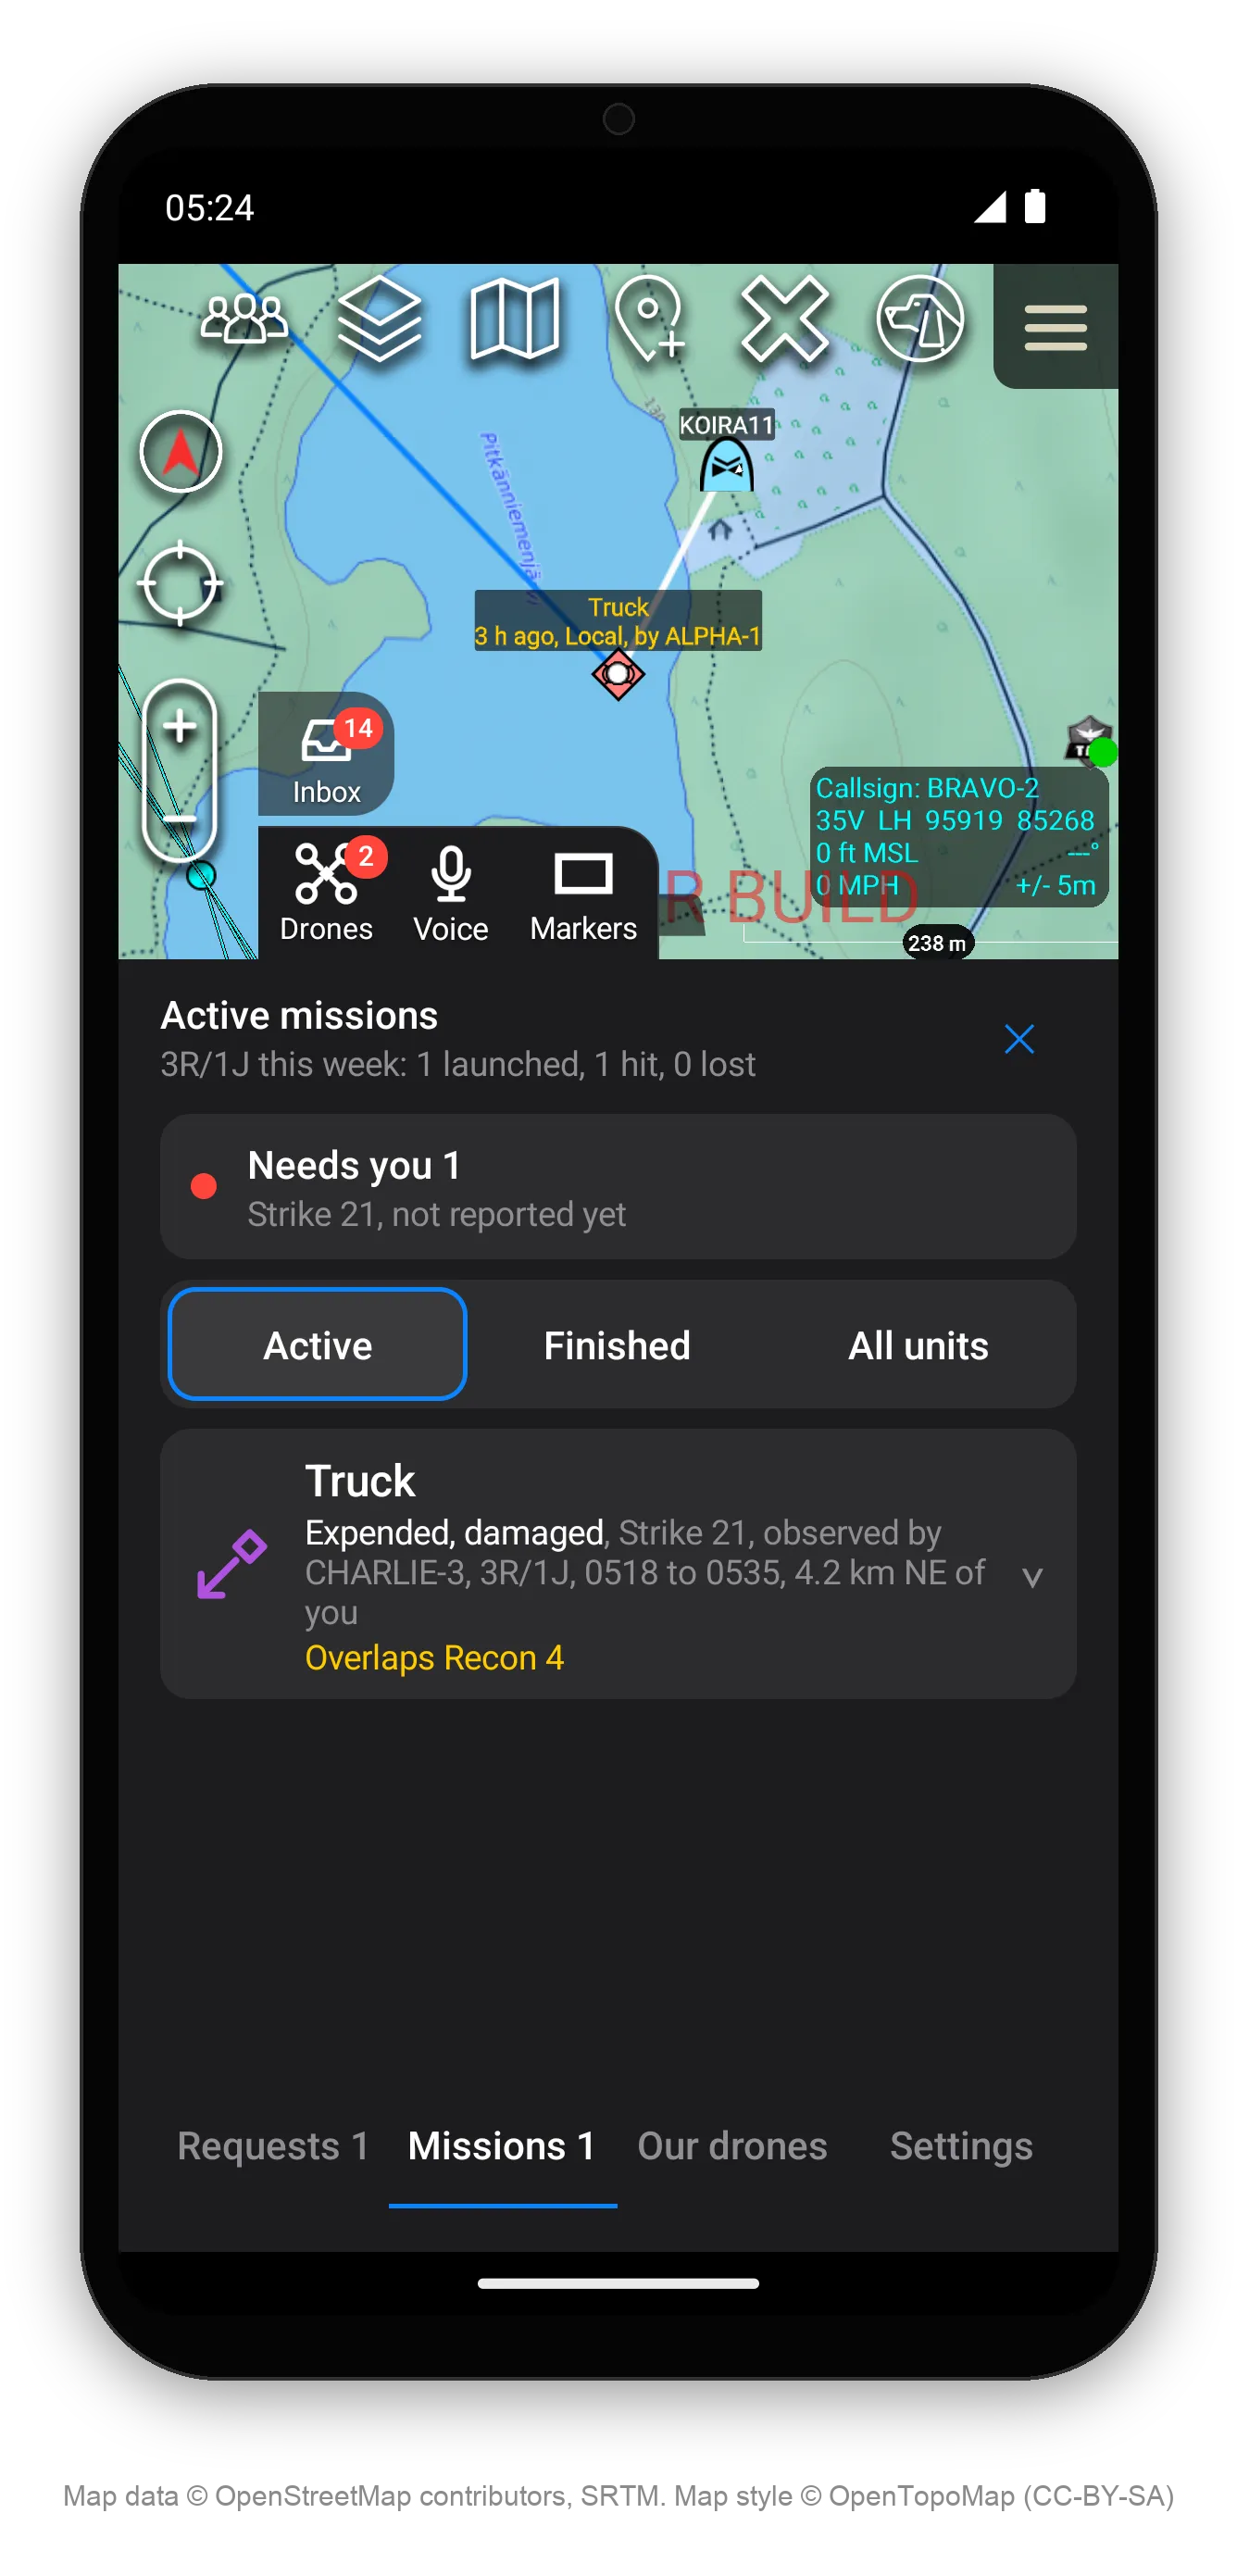 05:24
130
KOIRA11
Pitkänniemenjä
Truck
3 h ago, Local, by ALPHA-1
14
Inbox
Callsign: BRAVO-2
35V LH 95919 85268
0 ft MSL ---°
0 MPH +/- 5m
2
Drones
Voice
Markers
R BUILD
238 m
Active missions
3R/1J this week: 1 launched, 1 hit, 0 lost
Needs you 1
Strike 21, not reported yet
Active
Finished
All units
Truck
Expended, damaged, Strike 21, observed by
CHARLIE-3, 3R/1J, 0518 to 0535, 4.2 km NE of
you
Overlaps Recon 4
Requests 1
Missions 1
Our drones
Settings
Map data © OpenStreetMap contributors, SRTM. Map style © OpenTopoMap (CC-BY-SA)